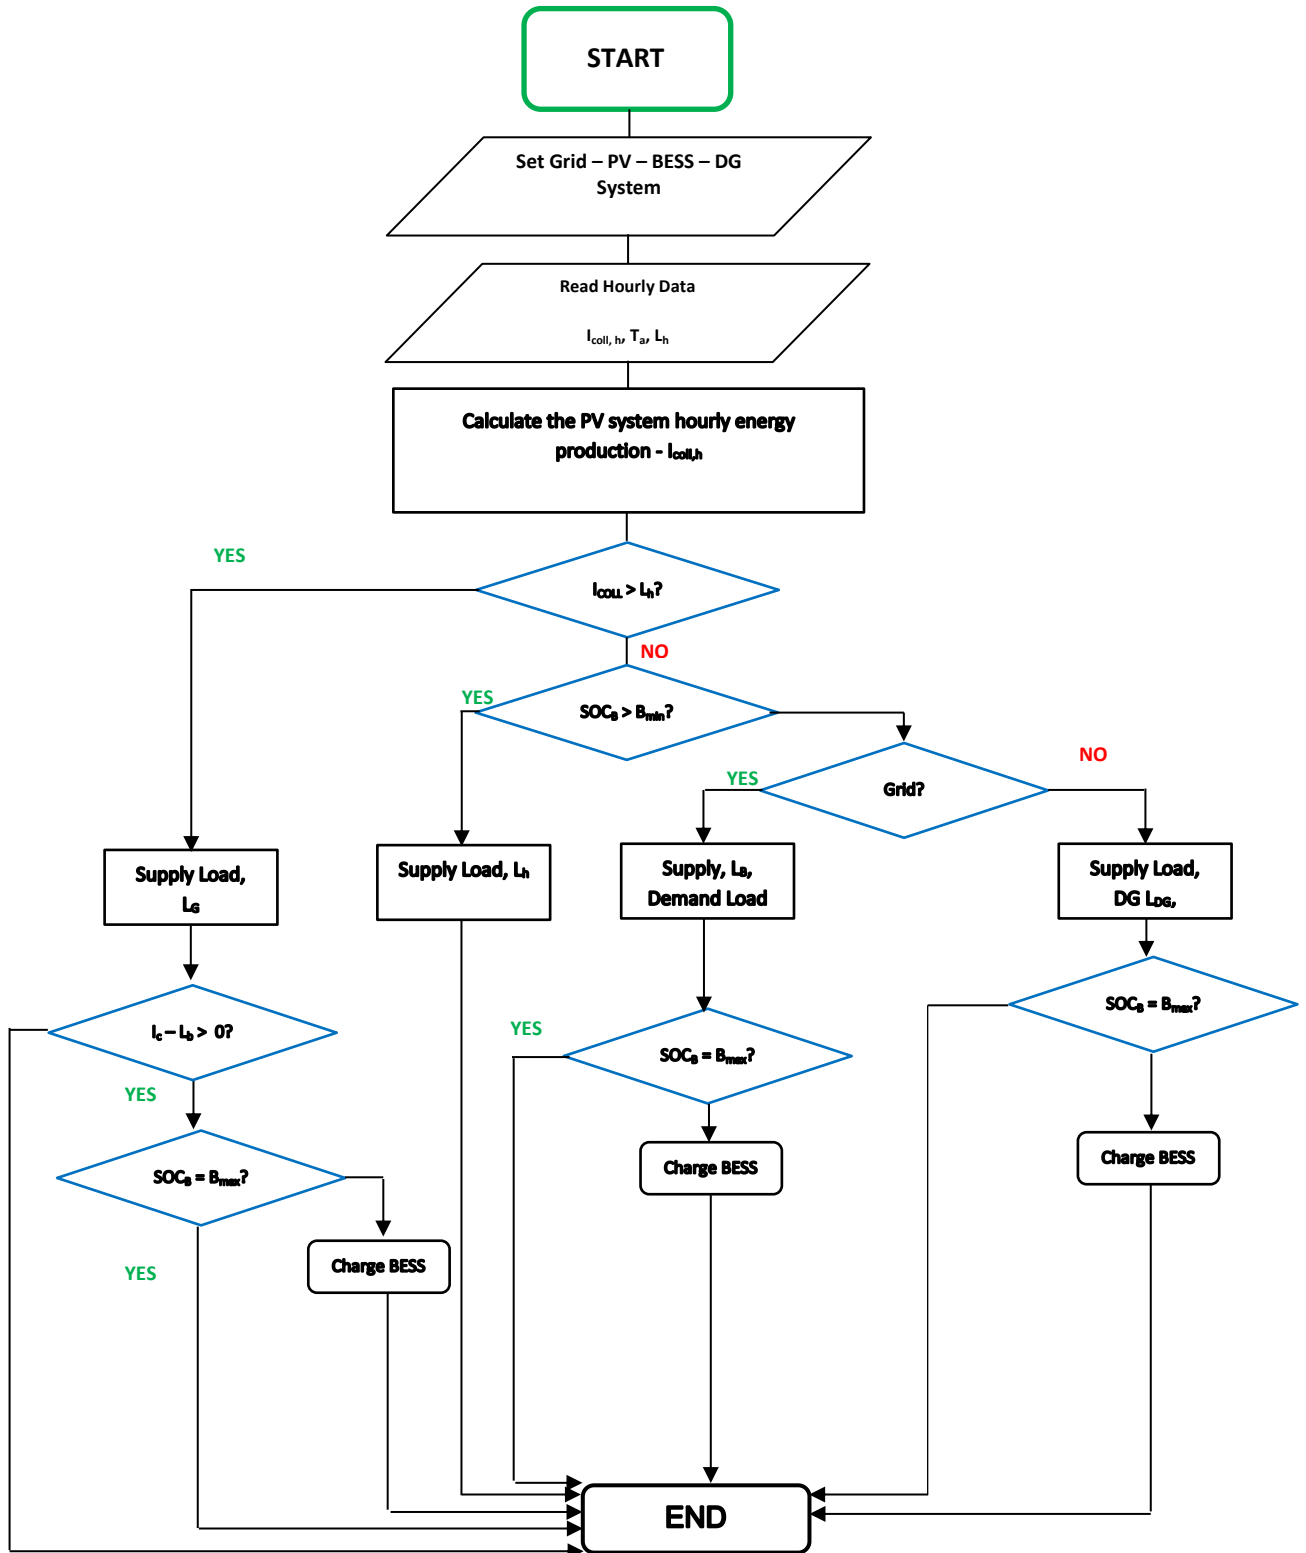 START
Set Grid – PV – BESS – DG
System
Read Hourly Data
I coll, h, Ta, Lh
Calculate the PV system hourly energy
production - Icoll,h
YES
ICOLL > Lh?
NO
YES
SOCB > Bmin?
NO
YES
Grid?
Supply Load,
LG
Supply Load, Lh
Supply, LB,
Demand Load
Supply Load,
DG LDG,
Ic – Lb > 0?
YES
SOCB = Bmax?
SOCB = Bmax?
YES
SOCB = Bmax?
Charge BESS
Charge BESS
YES
Charge BESS
END